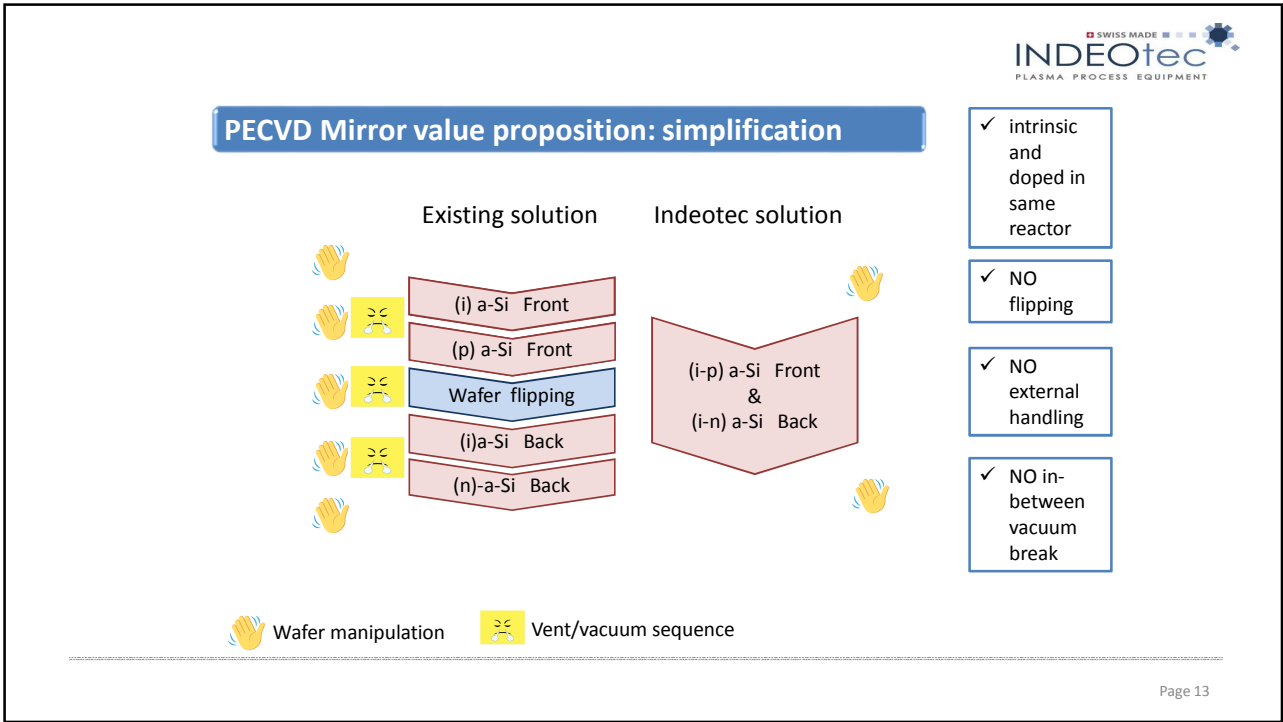 SWISS MADE
INDEOtec
PLASMA PROCESS EQUIPMENT
PECVD Mirror value proposition: simplification
Existing solution
Indeotec solution
(i) a-Si Front
(p) a-Si Front
Wafer flipping
(i)a-Si Back
(n)-a-Si Back
(i-p) a-Si Front
&
(i-n) a-Si Back
✓ intrinsic
and
doped in
same
reactor
✓ NO
flipping
✓ NO
external
handling
✓ NO in-
between
vacuum
break
Wafer manipulation
Vent/vacuum sequence
Page 13